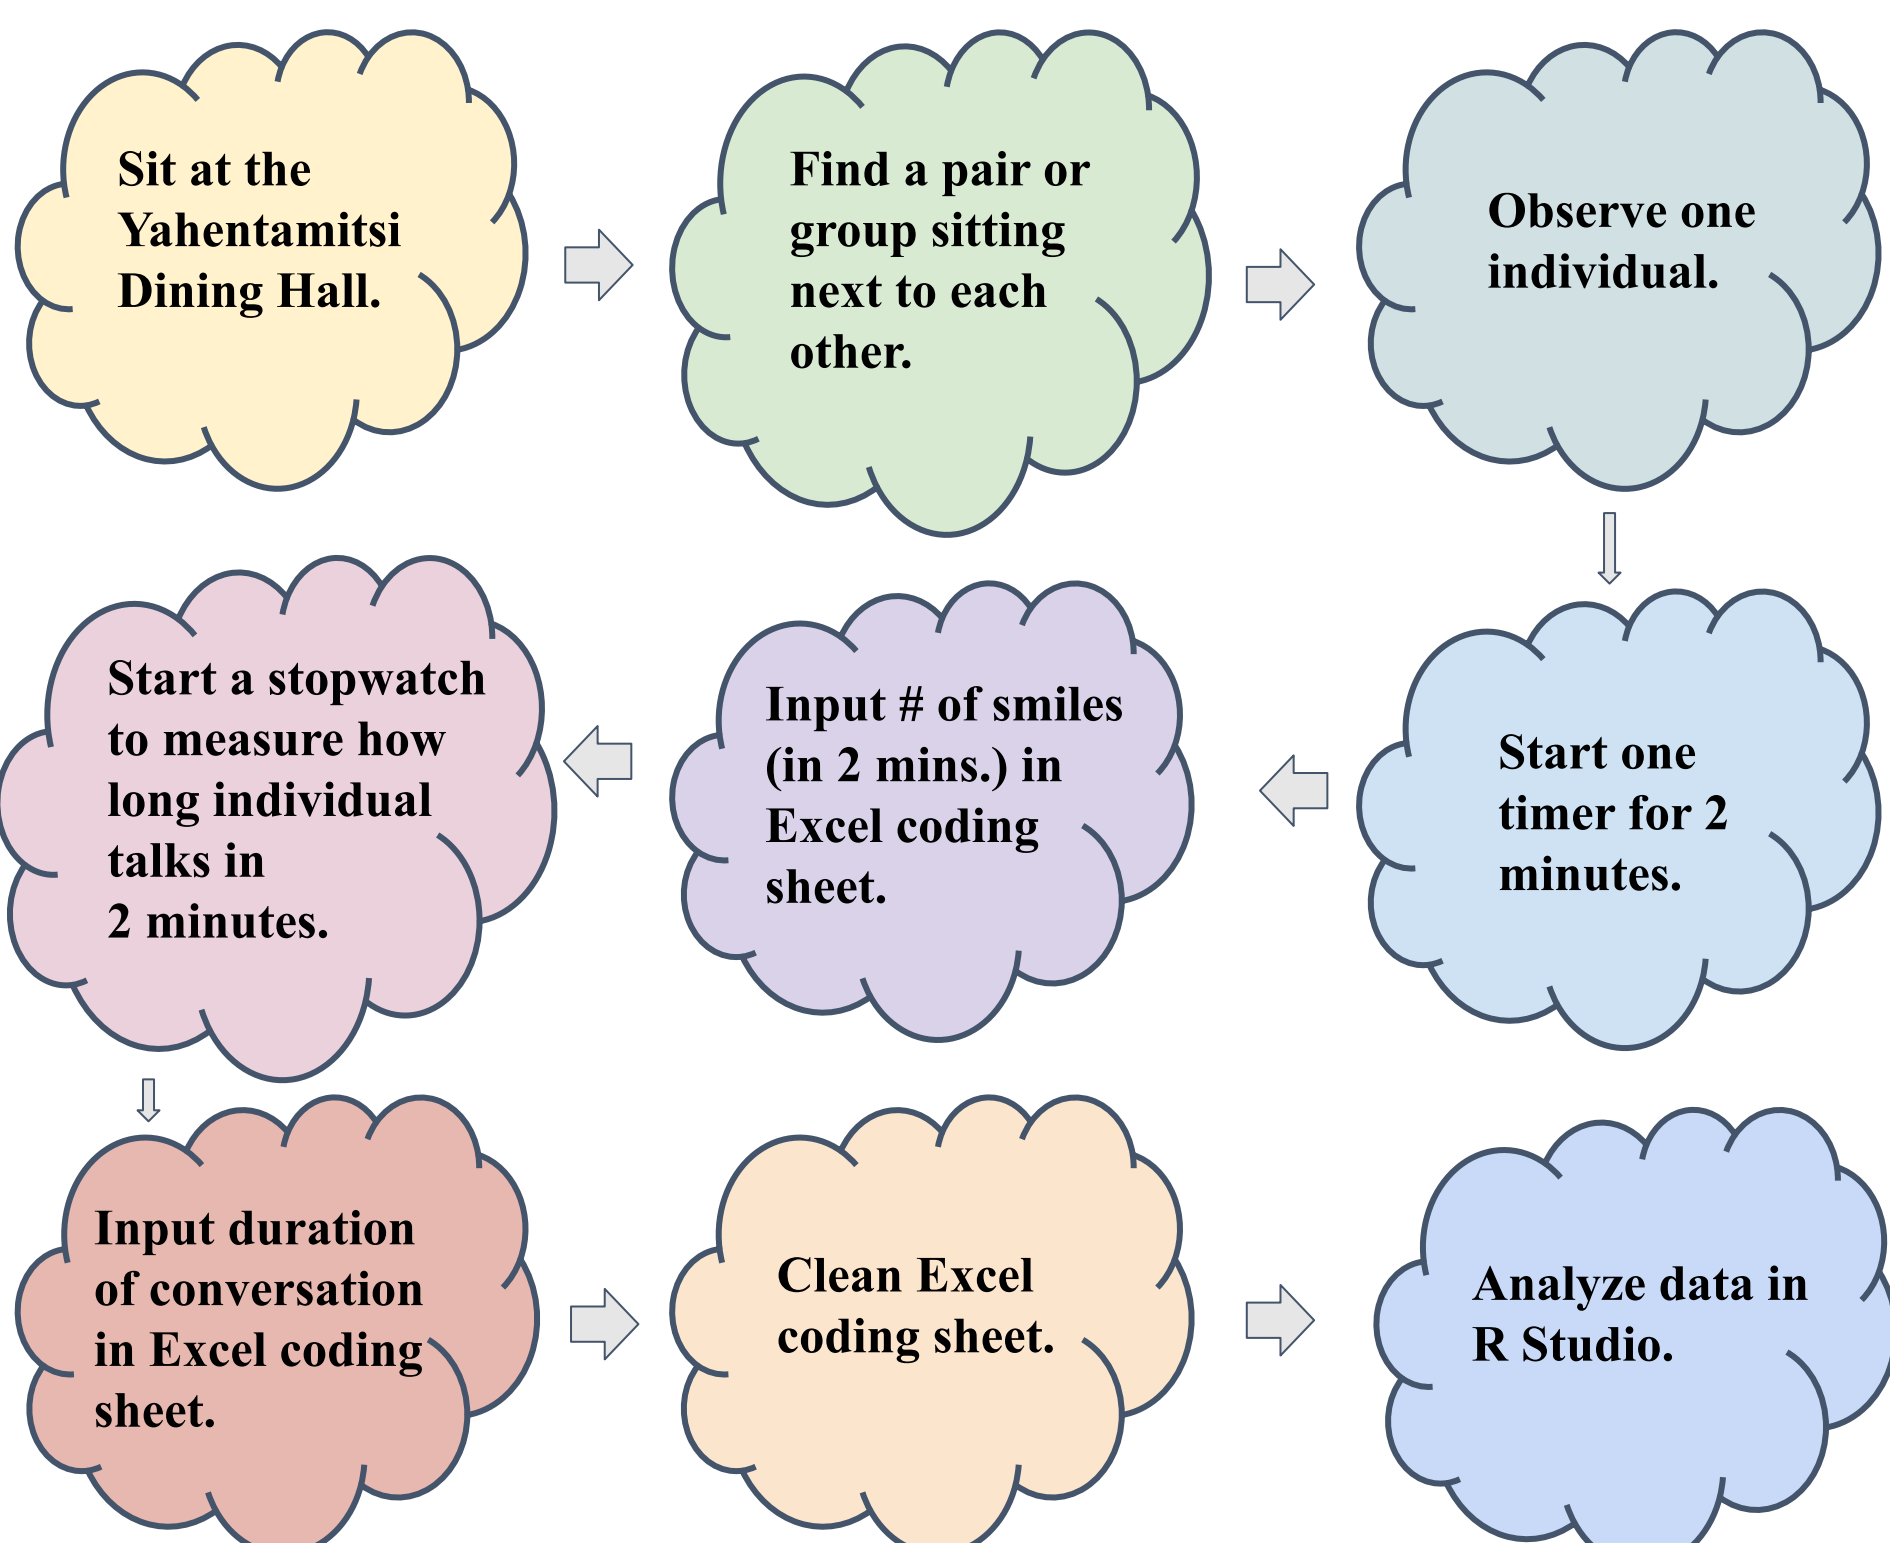 Sit at the
Yahentamitsi
Dining Hall.
Find a pair or
group sitting
next to each
other.
Observe one
individual.
Start one
timer for 2
minutes.
Input # of smiles
(in 2 mins.) in
Excel coding
sheet.
Start a stopwatch
to measure how
long individual
talks in
2 minutes.
Input duration
of conversation
in Excel coding
sheet.
Clean Excel
coding sheet.
Analyze data in
R Studio.